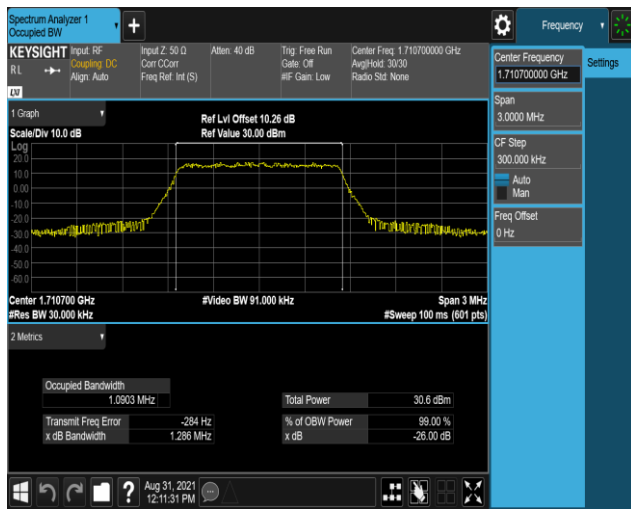 Spectrum Analyzer 1
Occupied BW
+
Frequency
KEYSIGHT Input: RF Input Z: 50 Ω Atten: 40 dB Trig: Free Run Center Freq: 1.710700000 GHz
RL Coupling: DC Corr CCorr Gate: Off Avg|Hold: 30/30
Align: Auto Freq Ref: Int (S) #IF Gain: Low Radio Std: None
LXI
Center Frequency
1.710700000 GHz
Settings
Span
3.0000 MHz
CF Step
300.000 kHz
Auto
Man
Freq Offset
0 Hz
1 Graph
Ref Lvl Offset 10.26 dB
Scale/Div 10.0 dB Ref Value 30.00 dBm
Log
20.0
10.0
0.00
-10.0
-20.0
-30.0
-40.0
-50.0
-60.0
Center 1.710700 GHz #Video BW 91.000 kHz Span 3 MHz
#Res BW 30.000 kHz #Sweep 100 ms (601 pts)
2 Metrics
Occupied Bandwidth
1.0903 MHz Total Power 30.6 dBm
Transmit Freq Error -284 Hz % of OBW Power 99.00 %
x dB Bandwidth 1.286 MHz x dB -26.00 dB
? Aug 31, 2021
12:11:31 PM